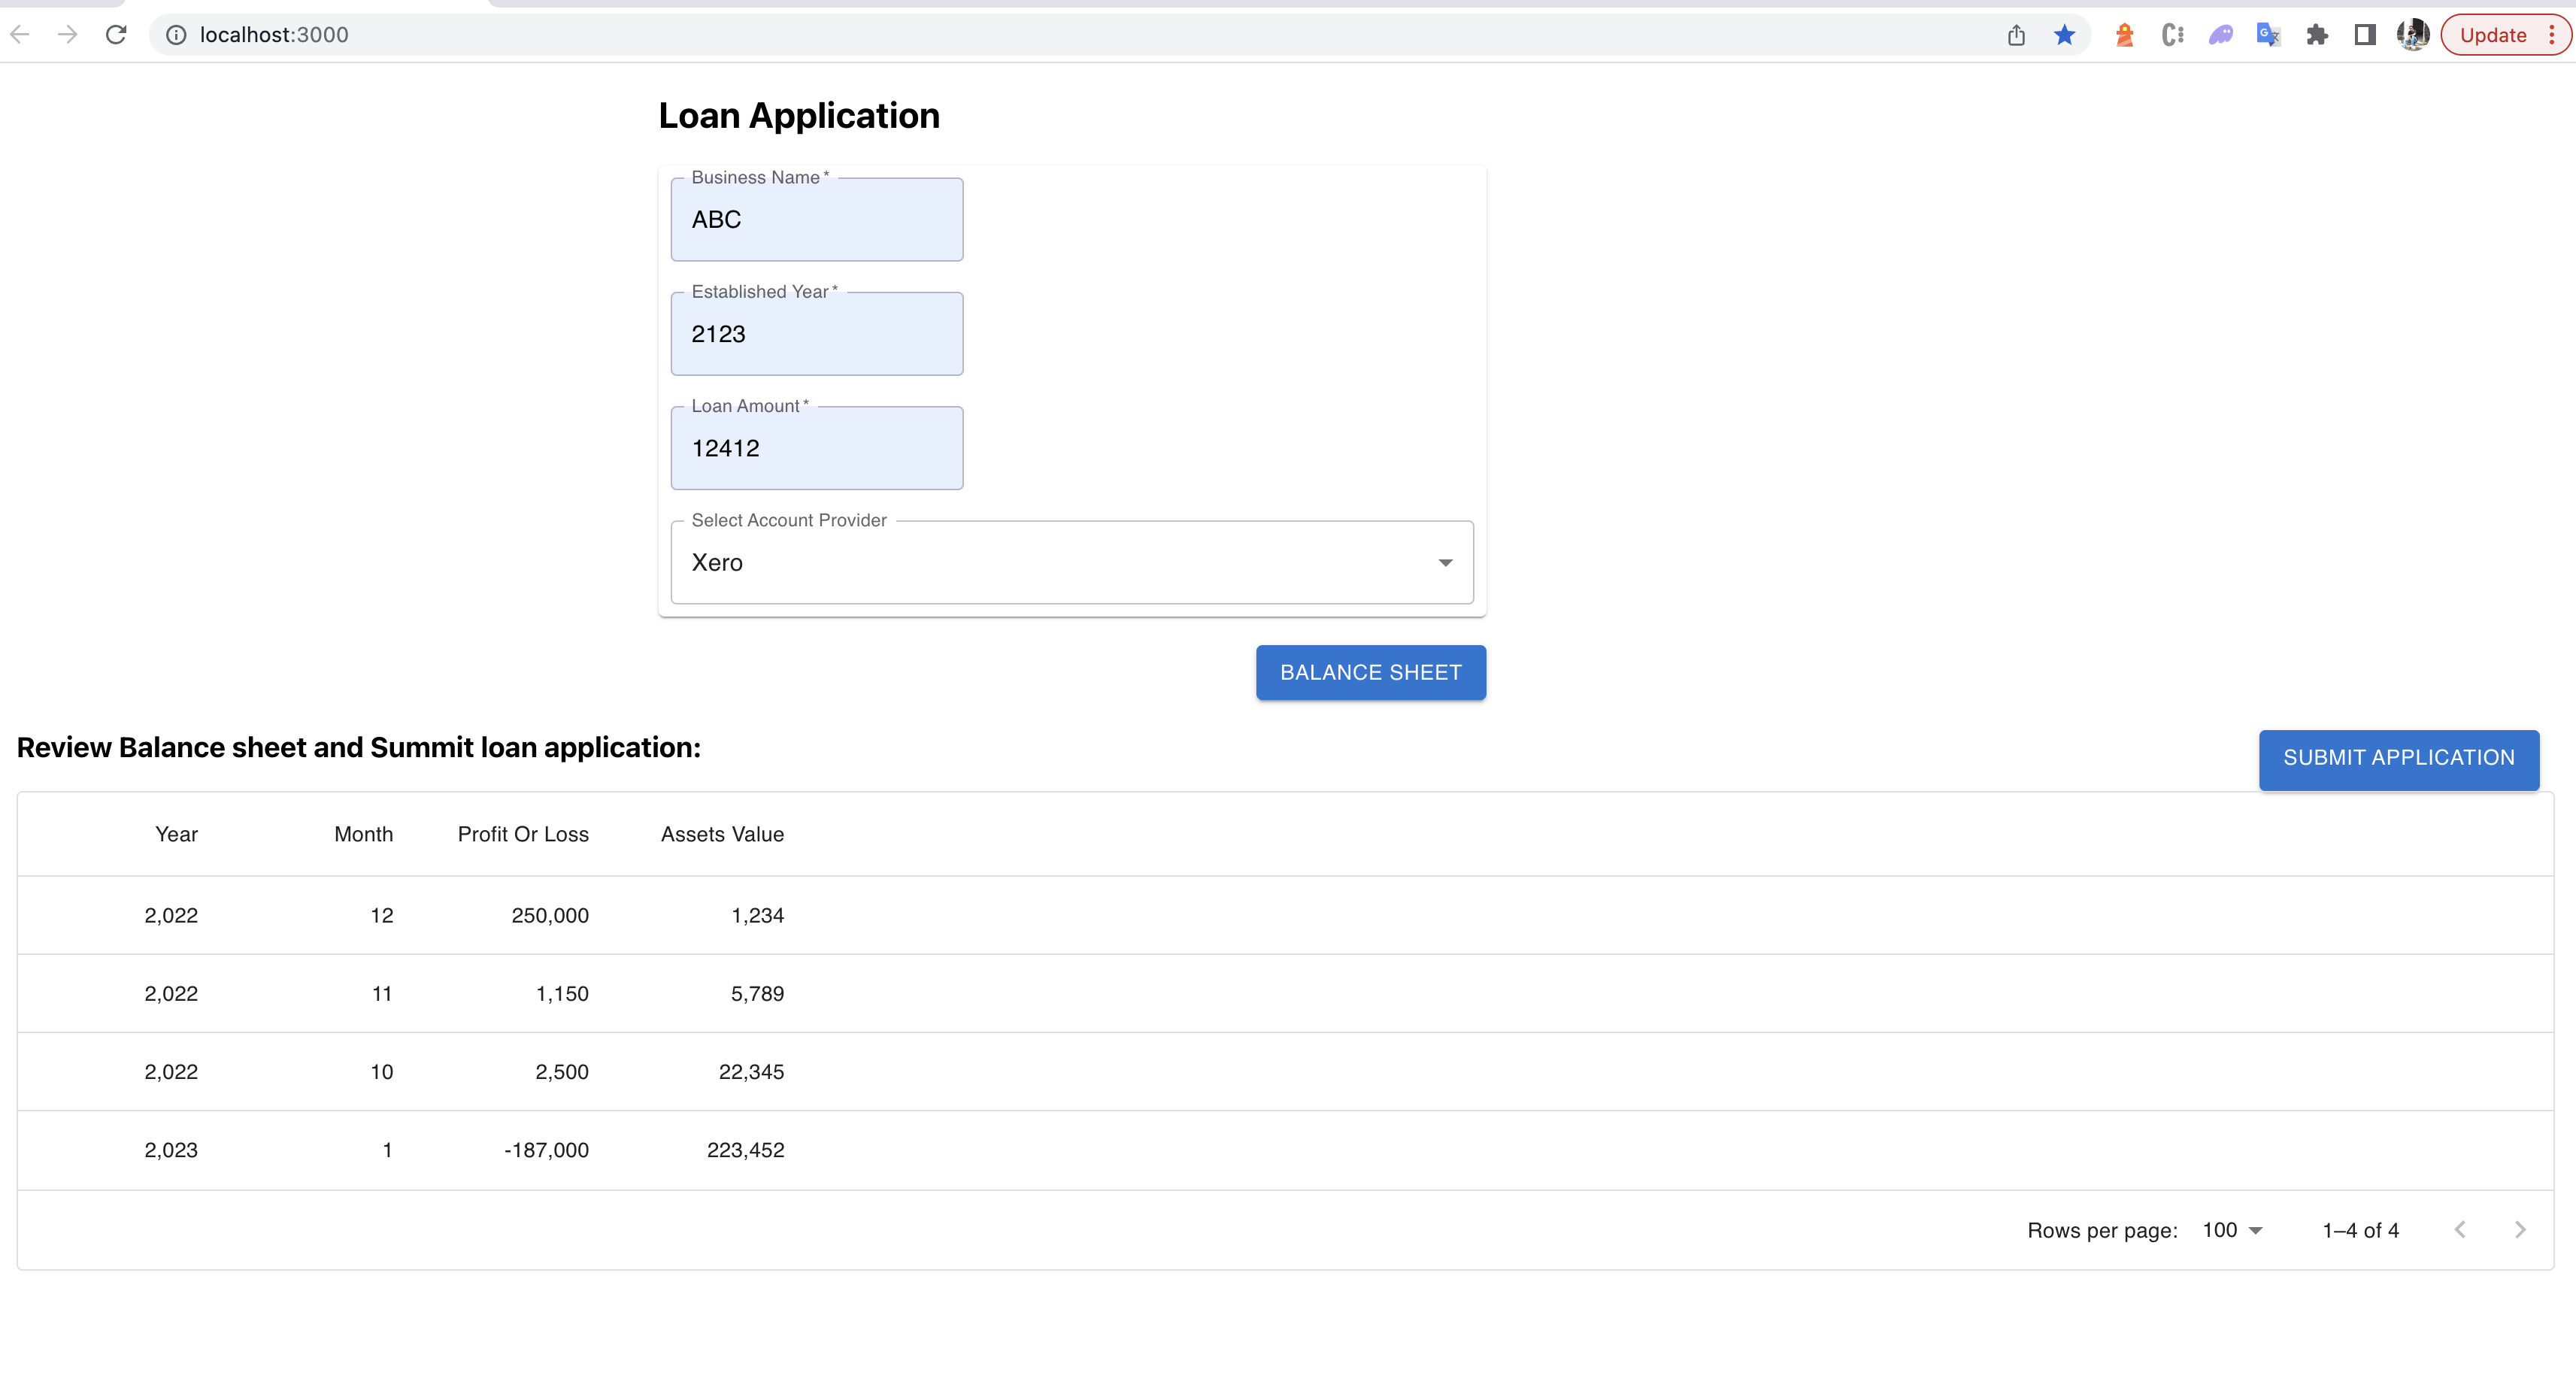 localhost:3000
Update
Loan Application
Business Name *
ABC
Established Year *
2123
Loan Amount *
12412
Select Account Provider
Xero
BALANCE SHEET
Review Balance sheet and Summit loan application:
SUBMIT APPLICATION
Year Month Profit Or Loss Assets Value
2,022 12 250,000 1,234
2,022 11 1,150 5,789
2,022 10 2,500 22,345
2,023 1 -187,000 223,452
Rows per page: 100 1–4 of 4